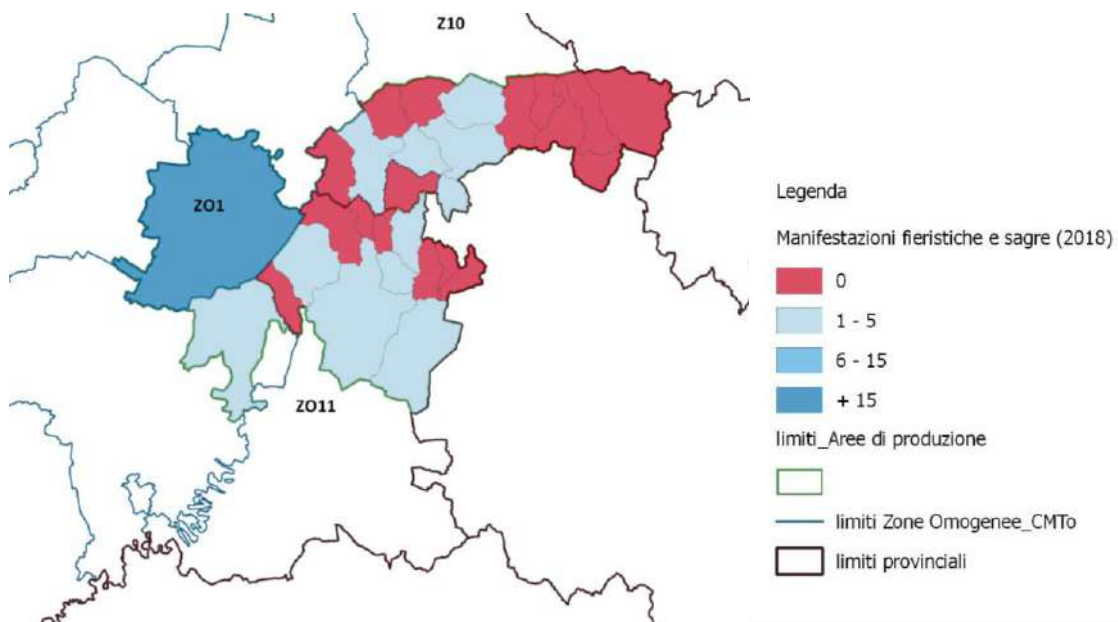 Z10
ZO1
ZO11
Legenda
Manifestazioni fieristiche e sagre (2018)
0
1 - 5
6 - 15
+ 15
limiti_Aree di produzione
limiti Zone Omogenee_CMTo
limiti provinciali